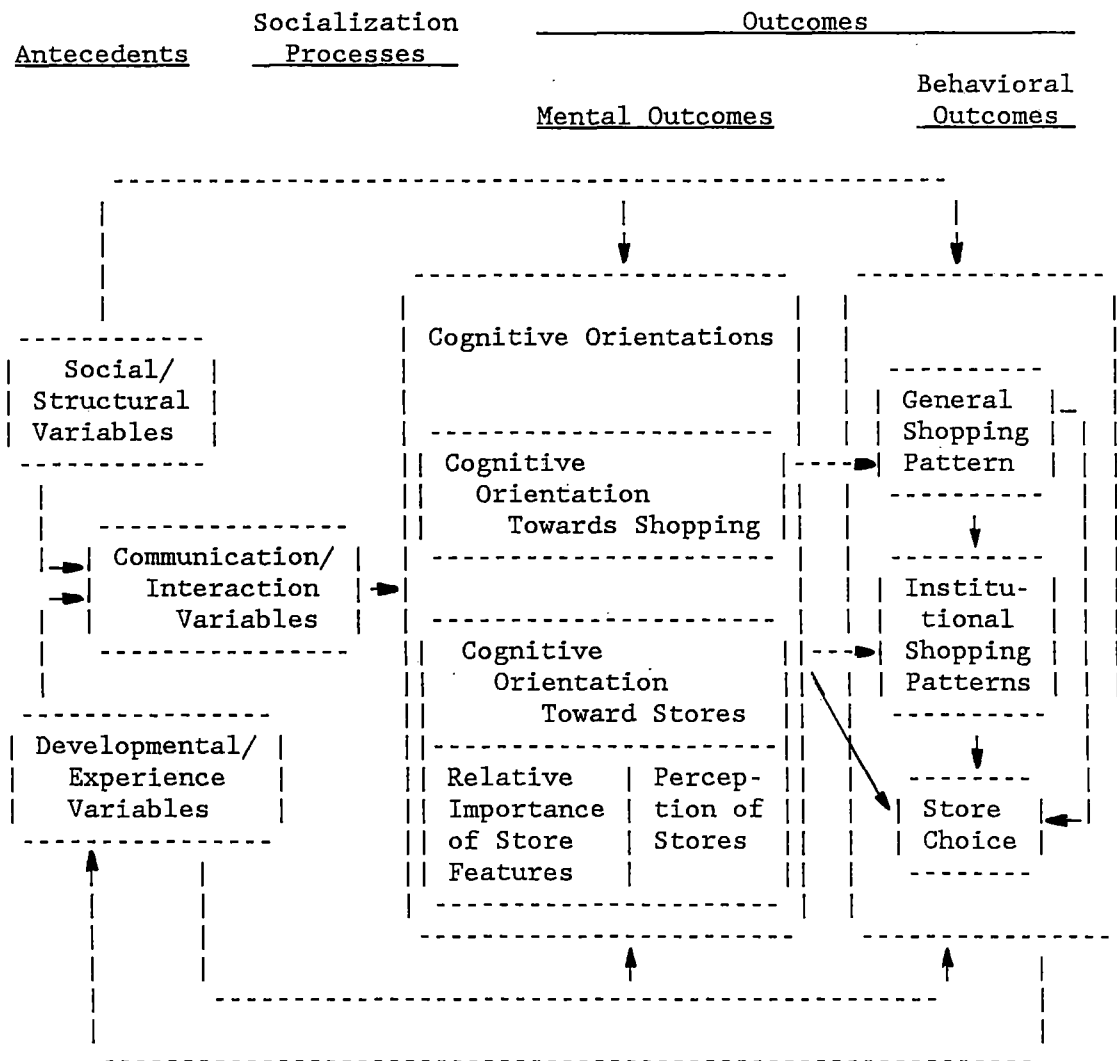 Antecedents
Socialization
Processes
Outcomes
Mental Outcomes
Behavioral
Outcomes
Social/
Structural
Variables
Communication/
Interaction
Variables
Developmental/
Experience
Variables
Cognitive Orientations
Cognitive
Orientation
Towards Shopping
Cognitive
Orientation
Toward Stores
Relative
Importance
of Store
Features
Percep-
tion of
Stores
General
Shopping
Pattern
Institu-
tional
Shopping
Patterns
Store
Choice